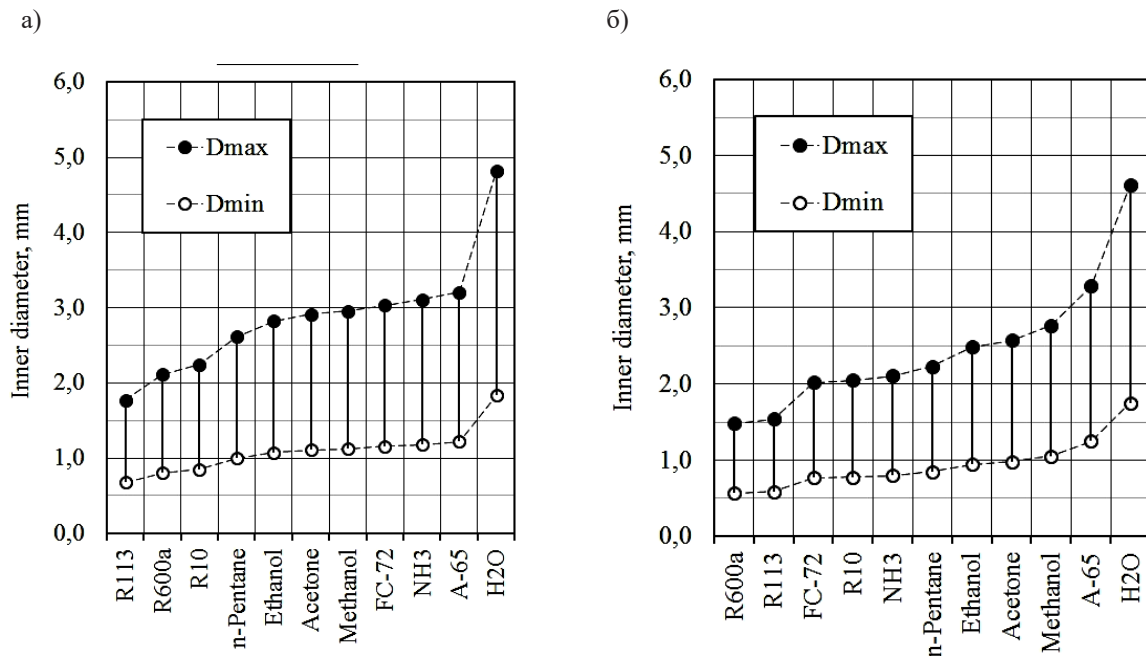 а)
6,0
5,0
4,0
3,0
2,0
1,0
0,0
Inner diameter, mm
Dmax
Dmin
R113
R600a
R10
n-Pentane
Ethanol
Acetone
Methanol
FC-72
NH3
A-65
H2O
б)
6,0
5,0
4,0
3,0
2,0
1,0
0,0
Inner diameter, mm
Dmax
Dmin
R600a
R113
FC-72
R10
NH3
n-Pentane
Ethanol
Acetone
Methanol
A-65
H2O